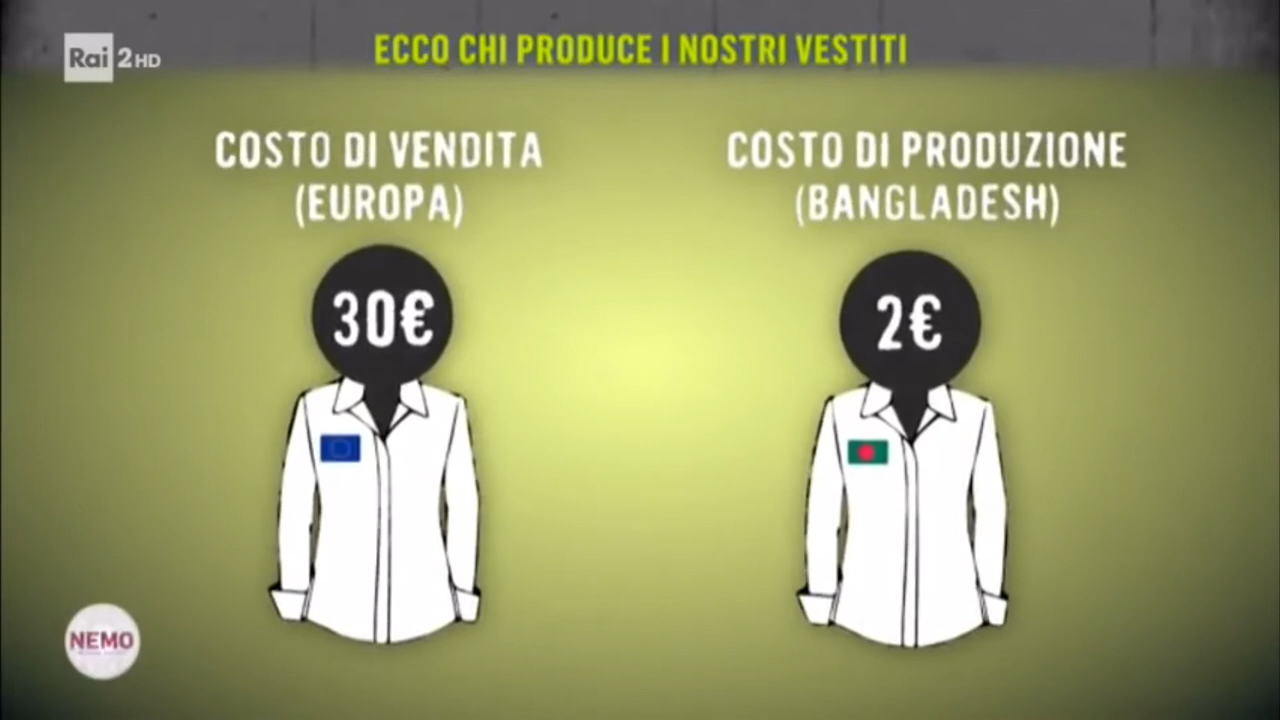 Rai 2HD
ECCO CHI PRODUCE I NOSTRI VESTITI
COSTO DI VENDITA
(EUROPA)
COSTO DI PRODUZIONE
(BANGLADESH)
30€
2€
NEMO